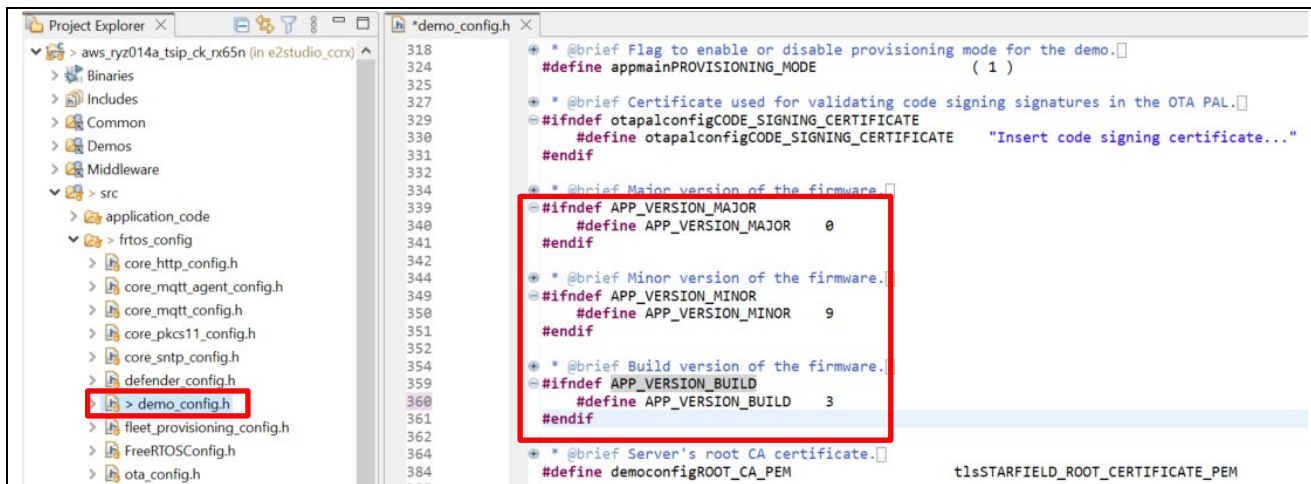 Project Explorer
aws_ryz014a_tsip_ck_rx65n (in e2studio_ccrx)
Binaries
Includes
Common
Demos
Middleware
> src
application_code
> frtos_config
core_http_config.h
core_mqtt_agent_config.h
core_mqtt_config.h
core_pkcs11_config.h
core_sntp_config.h
defender_config.h
> demo_config.h
fleet_provisioning_config.h
FreeRTOSConfig.h
ota_config.h
*demo_config.h
318 * @brief Flag to enable or disable provisioning mode for the demo.
324 #define appmainPROVISIONING_MODE ( 1 )
325
327 * @brief Certificate used for validating code signing signatures in the OTA PAL.
329 #ifndef otapalconfigCODE_SIGNING_CERTIFICATE
330 #define otapalconfigCODE_SIGNING_CERTIFICATE "Insert code signing certificate..."
331 #endif
332
334 * @brief Major version of the firmware.
339 #ifndef APP_VERSION_MAJOR
340 #define APP_VERSION_MAJOR 0
341 #endif
342
344 * @brief Minor version of the firmware.
349 #ifndef APP_VERSION_MINOR
350 #define APP_VERSION_MINOR 9
351 #endif
352
354 * @brief Build version of the firmware.
359 #ifndef APP_VERSION_BUILD
360 #define APP_VERSION_BUILD 3
361 #endif
362
364 * @brief Server's root CA certificate.
384 #define democonfigROOT_CA_PEM tlsSTARFIELD_ROOT_CERTIFICATE_PEM